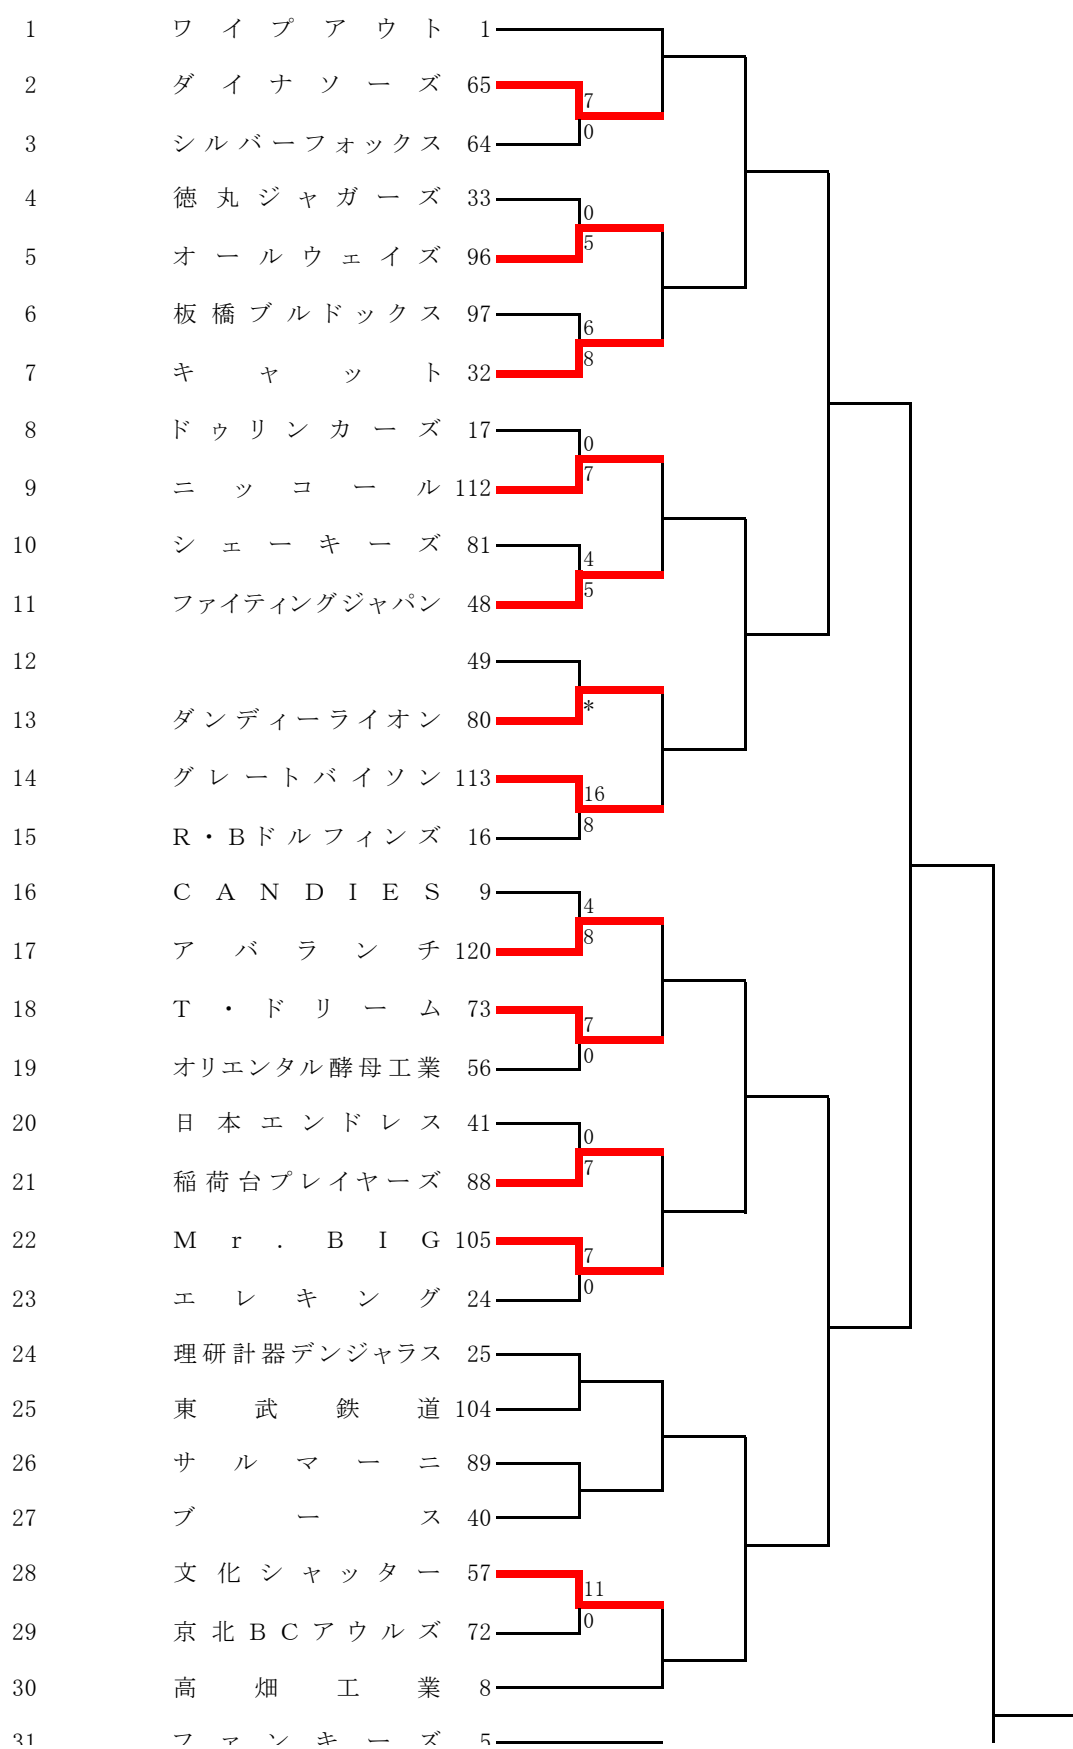 1 ワイプアウト 1
2 ダイナソーズ 65
7
0
3 シルバーフォックス 64
4 徳丸ジャガーズ 33
0
5
5 オールウェイズ 96
6 板橋ブルドックス 97
6
8
7 キャット 32
8 ドゥリンカーズ 17
0
7
9 ニッコール 112
10 シェーキーズ 81
4
5
11 ファイティングジャパン 48
12 49
*
13 ダンディーライオン 80
14 グレートバイソン 113
16
8
15 R・Bドルフィンズ 16
16 CANDIES 9
4
8
17 アバランチ 120
18 T・ドリーム 73
7
0
19 オリエンタル酵母工業 56
20 日本エンドレス 41
0
7
21 稲荷台プレイヤーズ 88
22 Mr.BIG 105
7
0
23 エレキング 24
24 理研計器デンジャラス 25
25 東武鉄道 104
26 サルマーニ 89
27 ブース 40
28 文化シャッター 57
11
0
29 京北BCアウルズ 72
30 高畑工業 8
31 ファンキーズ 5